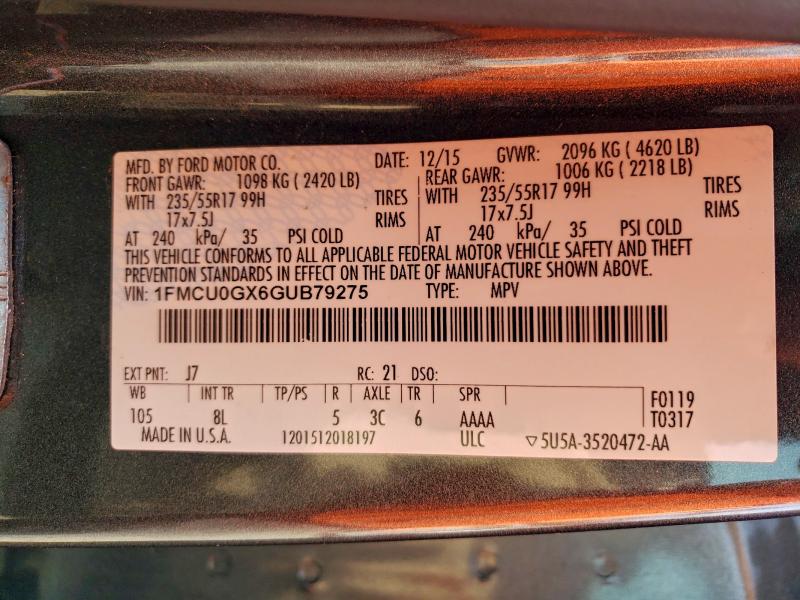 MFD. BY FORD MOTOR CO. DATE: 12/15 GVWR: 2096 KG ( 4620 LB)
FRONT GAWR: 1098 KG ( 2420 LB) REAR GAWR: 1006 KG ( 2218 LB)
WITH 235/55R17 99H TIRES WITH 235/55R17 99H TIRES
17x7.5J RIMS 17x7.5J RIMS
AT 240 kPa/ 35 PSI COLD AT 240 kPa/ 35 PSI COLD
THIS VEHICLE CONFORMS TO ALL APPLICABLE FEDERAL MOTOR VEHICLE SAFETY AND THEFT
PREVENTION STANDARDS IN EFFECT ON THE DATE OF MANUFACTURE SHOWN ABOVE.
VIN: 1FMCU0GX6GUB79275 TYPE: MPV
EXT PNT: J7 RC: 21 DSO:
WB INT TR TP/PS R AXLE TR SPR F0119
105 8L 5 3C 6 AAAA T0317
MADE IN U.S.A. 1201512018197 ULC ▽5U5A-3520472-AA